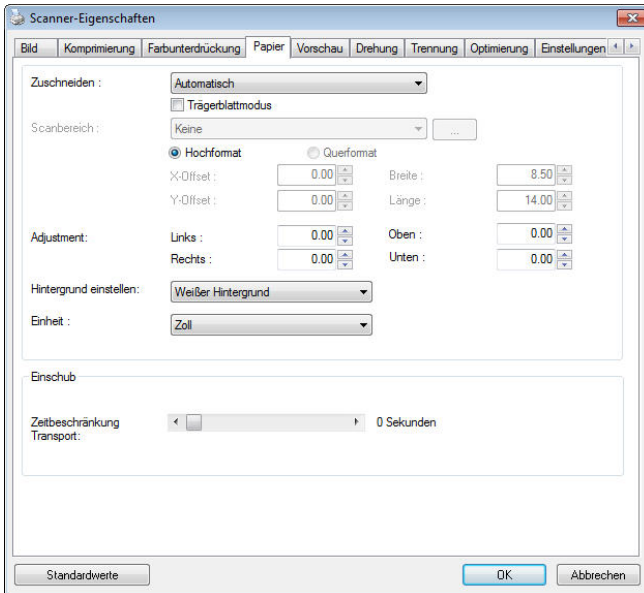 Scanner-Eigenschaften
Bild Komprimierung Farbunterdrückung Papier Vorschau Drehung Trennung Optimierung Einstellungen
Zuschneiden : Automatisch
Trägerblattmodus
Scanbereich : Keine ...
Hochformat Querformat
X-Offset : 0.00 Breite : 8.50
Y-Offset : 0.00 Länge : 14.00
Adjustment: Links : 0.00 Oben : 0.00
Rechts : 0.00 Unten : 0.00
Hintergrund einstellen: Weißer Hintergrund
Einheit : Zoll
Einschub
Zeitbeschränkung 0 Sekunden
Transport:
Standardwerte OK Abbrechen